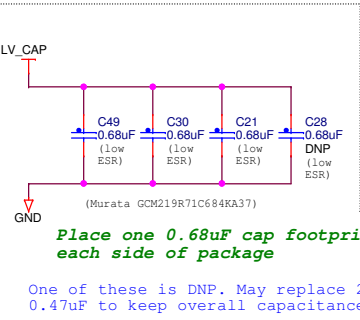 LV_CAP
C49
0.68uF
(low
ESR)
C30
0.68uF
(low
ESR)
C21
0.68uF
(low
ESR)
C28
0.68uF
DNP
(low
ESR)
(Murata GCM219R71C684KA37)
GND
Place one 0.68uF cap footpri
each side of package
One of these is DNP. May replace 2
0.47uF to keep overall capacitance